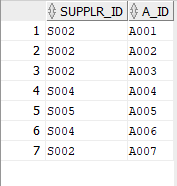 SUPPLR_ID A_ID
1 S002 A001
2 S002 A002
3 S002 A003
4 S004 A004
5 S005 A005
6 S004 A006
7 S002 A007